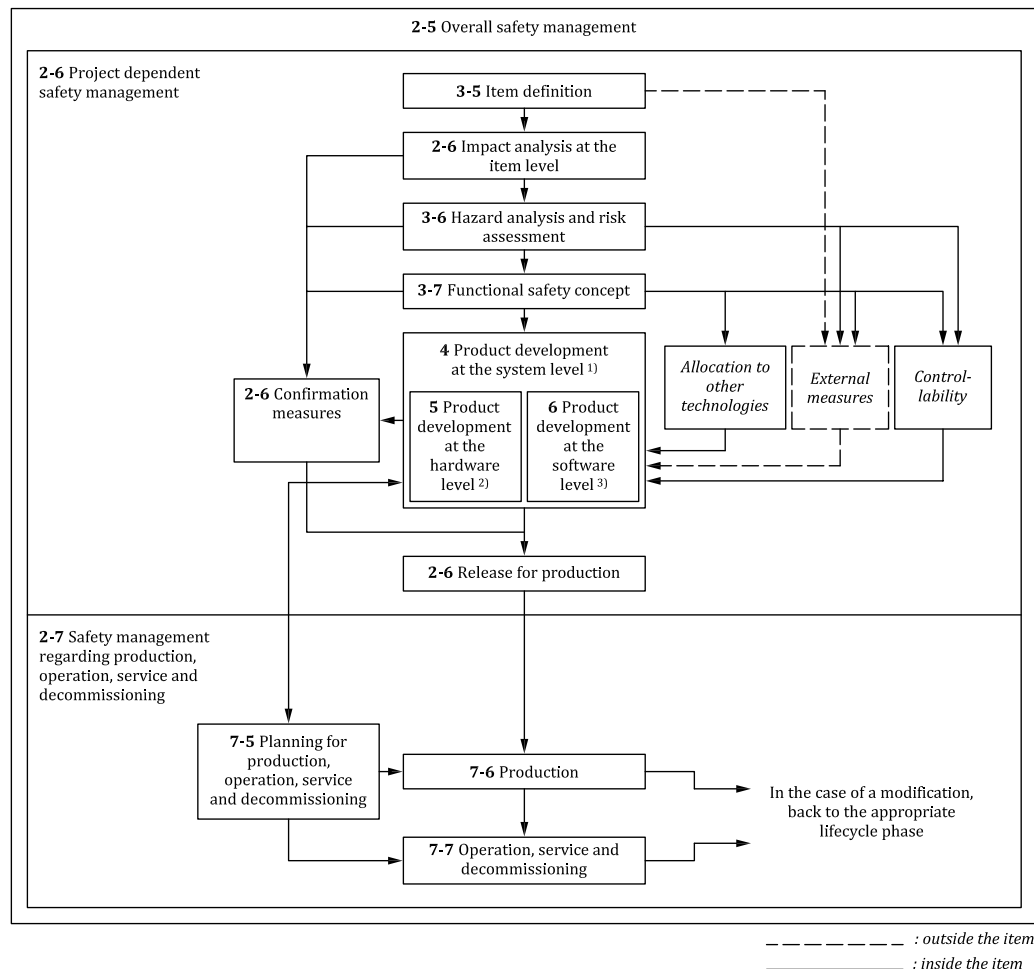 2-5 Overall safety management
2-6 Project dependent
safety management
3-5 Item definition
2-6 Impact analysis at the
item level
3-6 Hazard analysis and risk
assessment
3-7 Functional safety concept
4 Product development
at the system level 1)
5 Product
development
at the
hardware
level 2)
6 Product
development
at the
software
level 3)
Allocation to
other
technologies
External
measures
Control-
lability
2-6 Confirmation
measures
2-6 Release for production
2-7 Safety management
regarding production,
operation, service and
decommissioning
7-5 Planning for
production,
operation, service
and decommissioning
7-6 Production
7-7 Operation, service and
decommissioning
In the case of a modification,
back to the appropriate
lifecycle phase
: outside the item
: inside the item